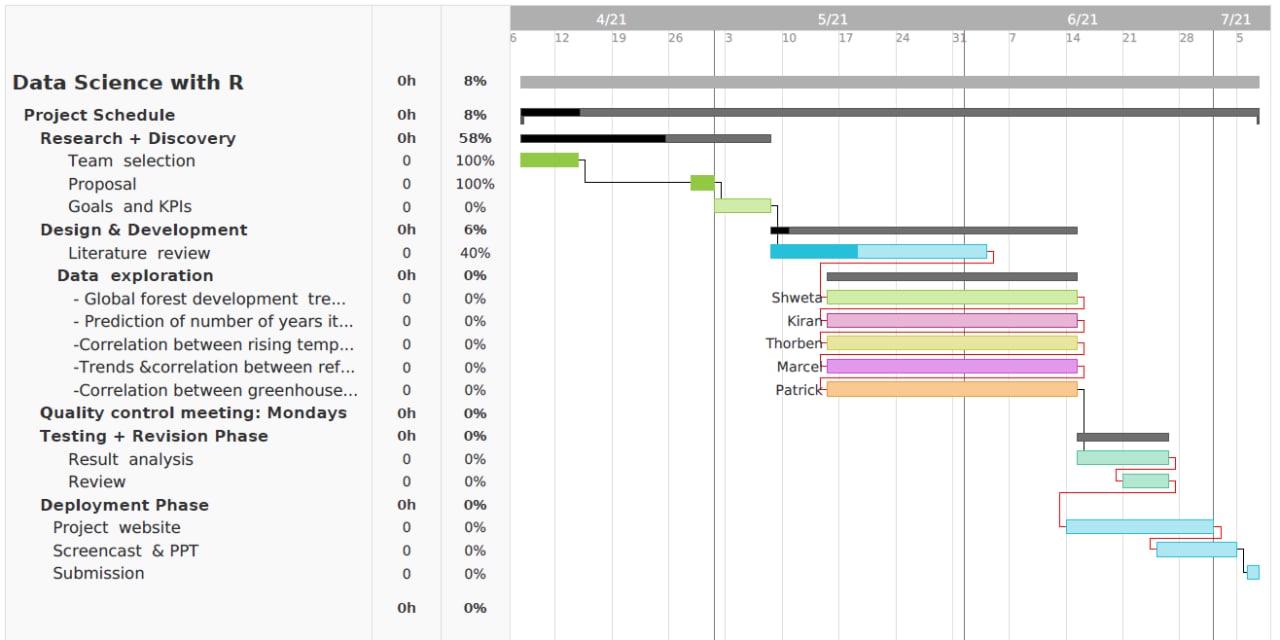 4/21 5/21 6/21 7/21
6 12 19 26 3 10 17 24 31 7 14 21 28 5
Data Science with R 0h 8%
Project Schedule 0h 8%
Research + Discovery 0h 58%
Team selection 0 100%
Proposal 0 100%
Goals and KPIs 0 0%
Design & Development 0h 6%
Literature review 0 40%
Data exploration 0h 0%
- Global forest development tre... 0 0% Shweta
- Prediction of number of years it... 0 0% Kiran
-Correlation between rising temp... 0 0% Thorben
-Trends &correlation between ref... 0 0% Marcel
-Correlation between greenhouse... 0 0% Patrick
Quality control meeting: Mondays 0h 0%
Testing + Revision Phase 0h 0%
Result analysis 0 0%
Review 0 0%
Deployment Phase 0h 0%
Project website 0 0%
Screencast & PPT 0 0%
Submission 0 0%
0h 0%